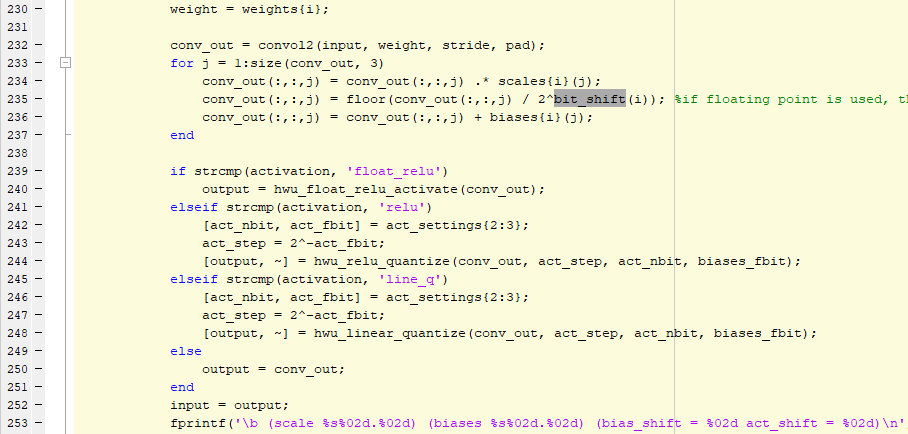 230 – weight = weights{i};
231
232 – conv_out = convol2(input, weight, stride, pad);
233 – for j = 1:size(conv_out, 3)
234 – conv_out(:,:,j) = conv_out(:,:,j) .* scales{i}(j);
235 – conv_out(:,:,j) = floor(conv_out(:,:,j) / 2^bit_shift(i)); %if floating point is used,
236 – conv_out(:,:,j) = conv_out(:,:,j) + biases{i}(j);
237 – end
238
239 – if strcmp(activation, 'float_relu')
240 – output = hwu_float_relu_activate(conv_out);
241 – elseif strcmp(activation, 'relu')
242 – [act_nbit, act_fbit] = act_settings{2:3};
243 – act_step = 2^-act_fbit;
244 – [output, ~] = hwu_relu_quantize(conv_out, act_step, act_nbit, biases_fbit);
245 – elseif strcmp(activation, 'line_q')
246 – [act_nbit, act_fbit] = act_settings{2:3};
247 – act_step = 2^-act_fbit;
248 – [output, ~] = hwu_linear_quantize(conv_out, act_step, act_nbit, biases_fbit);
249 – else
250 – output = conv_out;
251 – end
252 – input = output;
253 – fprintf('\b (scale %s%02d.%02d) (biases %s%02d.%02d) (bias_shift = %02d act_shift = %02d)\n'